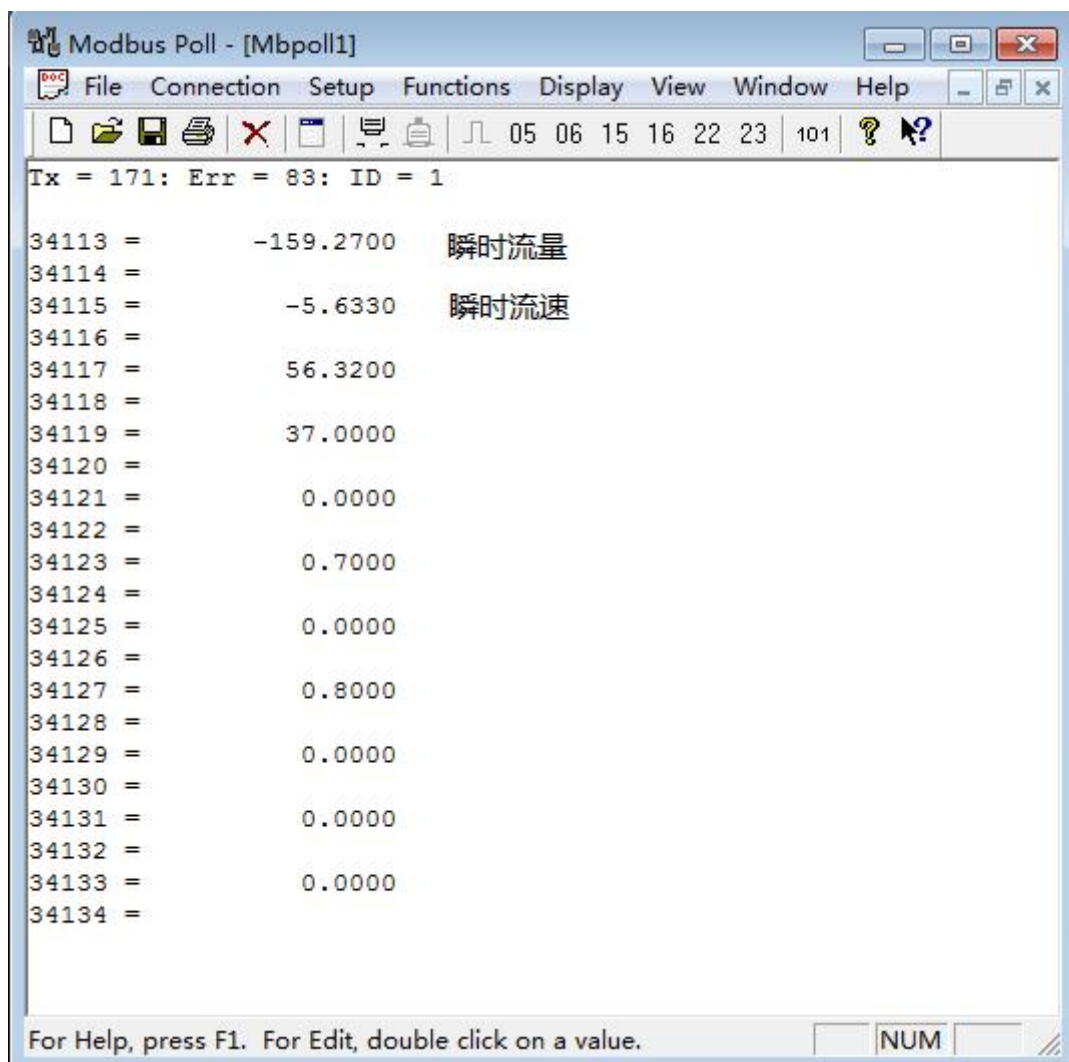 Modbus Poll - [Mbpoll1]
File Connection Setup Functions Display View Window Help
05 06 15 16 22 23 101
Tx = 171: Err = 83: ID = 1
34113 = -159.2700 瞬时流量
34114 =
34115 = -5.6330 瞬时流速
34116 =
34117 = 56.3200
34118 =
34119 = 37.0000
34120 =
34121 = 0.0000
34122 =
34123 = 0.7000
34124 =
34125 = 0.0000
34126 =
34127 = 0.8000
34128 =
34129 = 0.0000
34130 =
34131 = 0.0000
34132 =
34133 = 0.0000
34134 =
For Help, press F1. For Edit, double click on a value. NUM